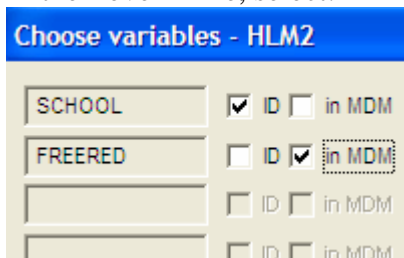 Choose variables - HLM2
SCHOOL ID in MDM
FREERED ID in MDM
ID in MDM
ID in MDM